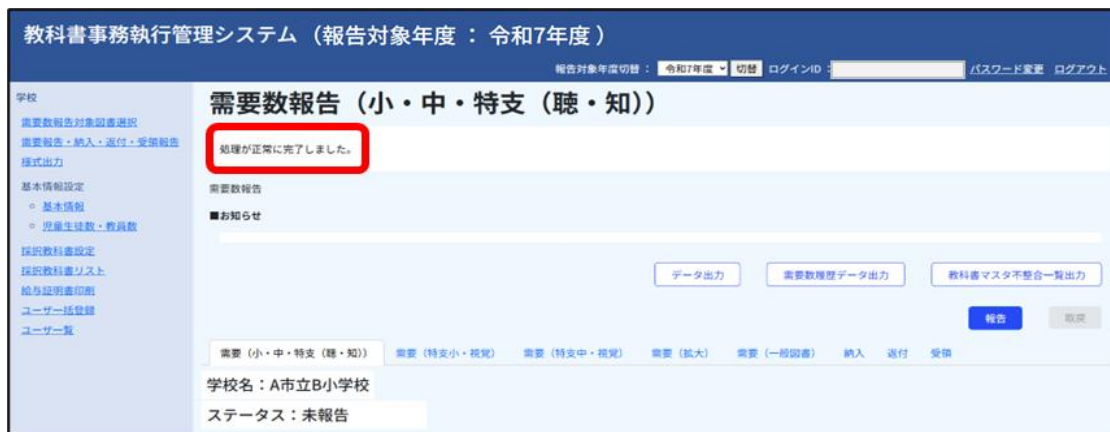 教科書事務執行管理システム（報告対象年度 ： 令和7年度 ）
報告対象年度切替 ： 令和7年度 切替 ログインID : パスワード変更 ログアウト
学校
需要数報告対象図書選択
需要報告・納入・返付・受領報告
様式出力
基本情報設定
基本情報
児童生徒数・教員数
採択教科書設定
採択教科書リスト
給与証明書印刷
ユーザ一括登録
ユーザ一覧
需要数報告（小・中・特支（聴・知））
処理が正常に完了しました。
需要数報告
■お知らせ
データ出力 需要数履歴データ出力 教科書マスタ不整合一覧出力
報告 取戻
需要（小・中・特支（聴・知）） 需要（特支小・視覚） 需要（特支中・視覚） 需要（拡大） 需要（一般図書） 納入 返付 受領
学校名：A市立B小学校
ステータス：未報告